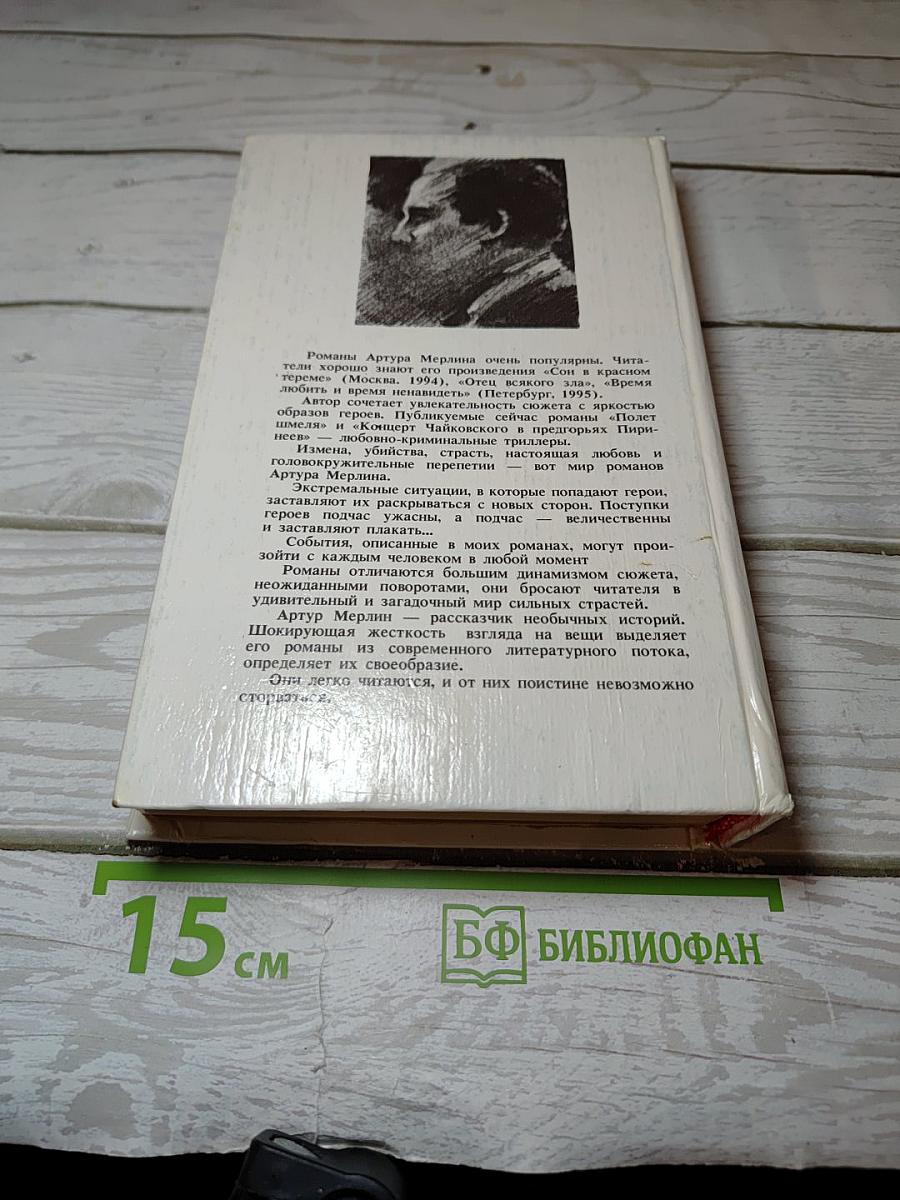 Романы Артура Мерлина очень популярны. Чита-
тели хорошо знают его произведения «Сон в красном
тереме» (Москва. 1994), «Отец всякого зла», «Время
любить и время ненавидеть» (Петербург, 1995).
Автор сочетает увлекательность сюжета с яркостью
образов героев. Публикуемые сейчас романы «Полет
шмеля» и «Концерт Чайковского в предгорьях Пири-
неев» — любовно-криминальные триллеры.
Измена, убийства, страсть, настоящая любовь и
головокружительные перепетии — вот мир романов
Артура Мерлина.
Экстремальные ситуации, в которые попадают герои,
заставляют их раскрываться с новых сторон. Поступки
героев подчас ужасны, а подчас — величественны
и заставляют плакать...
События, описанные в моих романах, могут прои-
зойти с каждым человеком в любой момент
Романы отличаются большим динамизмом сюжета,
неожиданными поворотами, они бросают читателя в
удивительный и загадочный мир сильных страстей.
Артур Мерлин — рассказчик необычных историй.
Шокирующая жесткость взгляда на вещи выделяет
его романы из современного литературного потока,
определяет их своеобразие.
Они легко читаются, и от них поистине невозможно
оторваться.
15 см
БФ БИБЛИОФАН